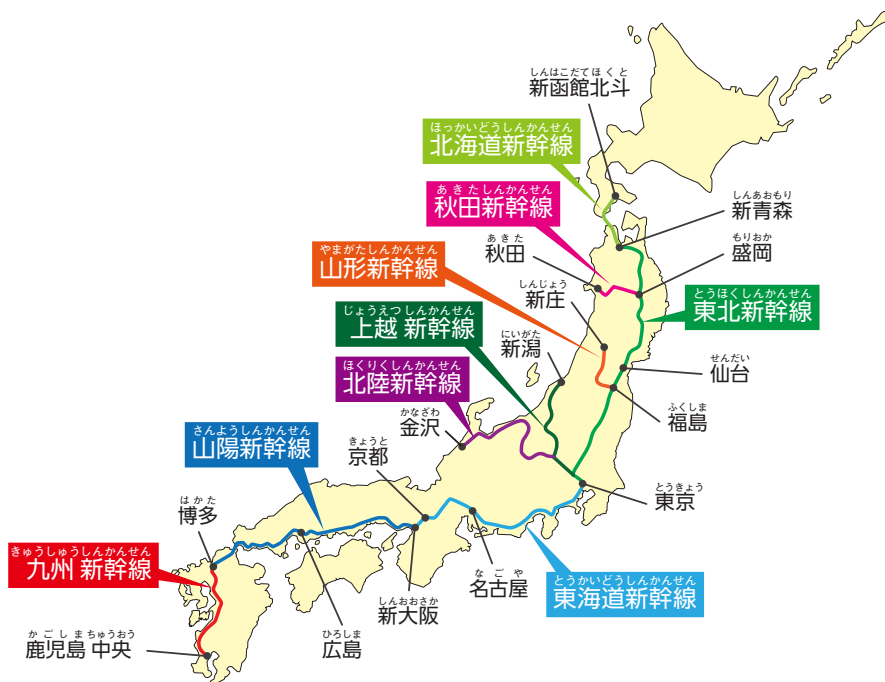 しんはこだてほくと
新函館北斗
ほっかいどうしんかんせん
北海道新幹線
あきたしんかんせん
秋田新幹線
しんあおもり
新青森
やまがたしんかんせん
山形新幹線
あきた
秋田
もりおか
盛岡
しんじょう
新庄
とうほくしんかんせん
東北新幹線
じょうえつ しんかんせん
上越 新幹線
にいがた
新潟
せんだい
仙台
ほくりくしんかんせん
北陸新幹線
ふくしま
福島
かなざわ
金沢
さんようしんかんせん
山陽新幹線
きょうと
京都
とうきょう
東京
はかた
博多
きゅうしゅうしんかんせん
九州 新幹線
なごや
名古屋
とうかいどうしんかんせん
東海道新幹線
しんおおさか
新大阪
ひろしま
広島
かごしまちゅうおう
鹿児島 中央